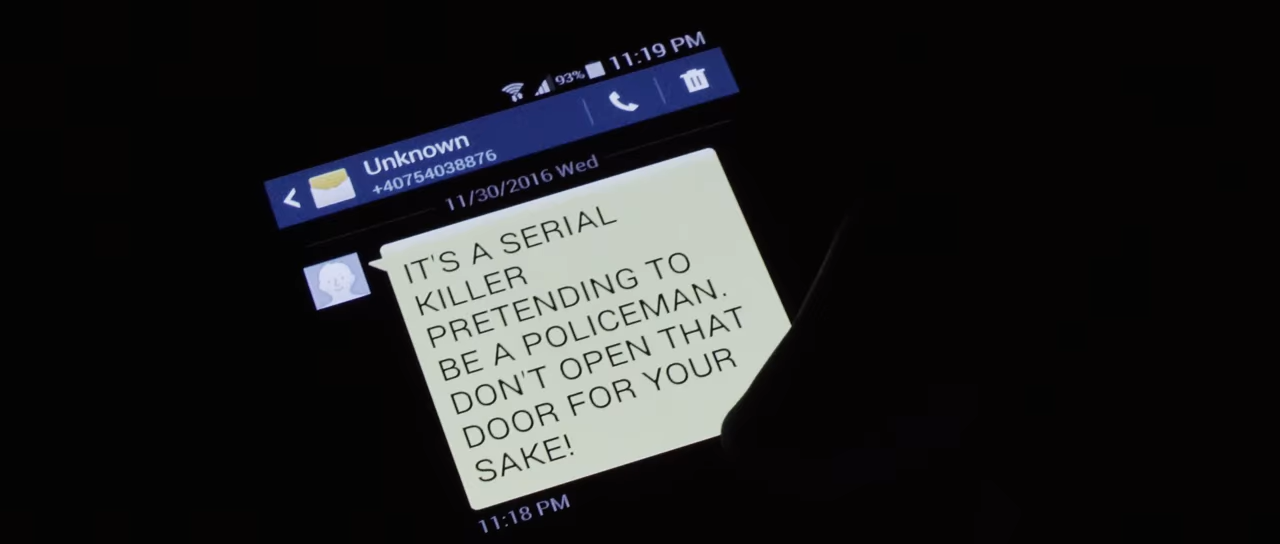 93% 11:19 PM
Unknown
+40754038876
11/30/2016 Wed
IT'S A SERIAL
KILLER
PRETENDING TO
BE A POLICEMAN.
DON'T OPEN THAT
DOOR FOR YOUR
SAKE!
11:18 PM